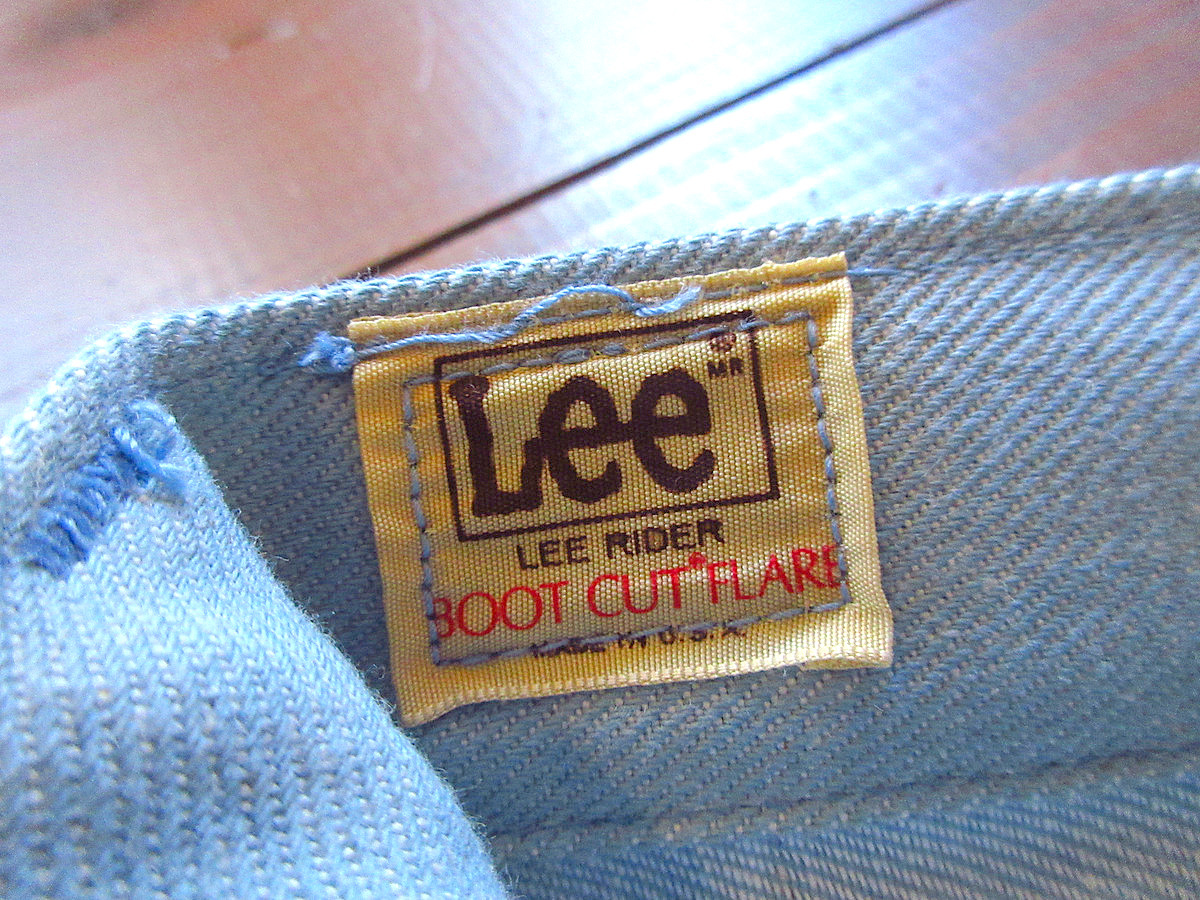 Lee ®
MR
LEE RIDER
BOOT CUT® FLARE
U.S.A.